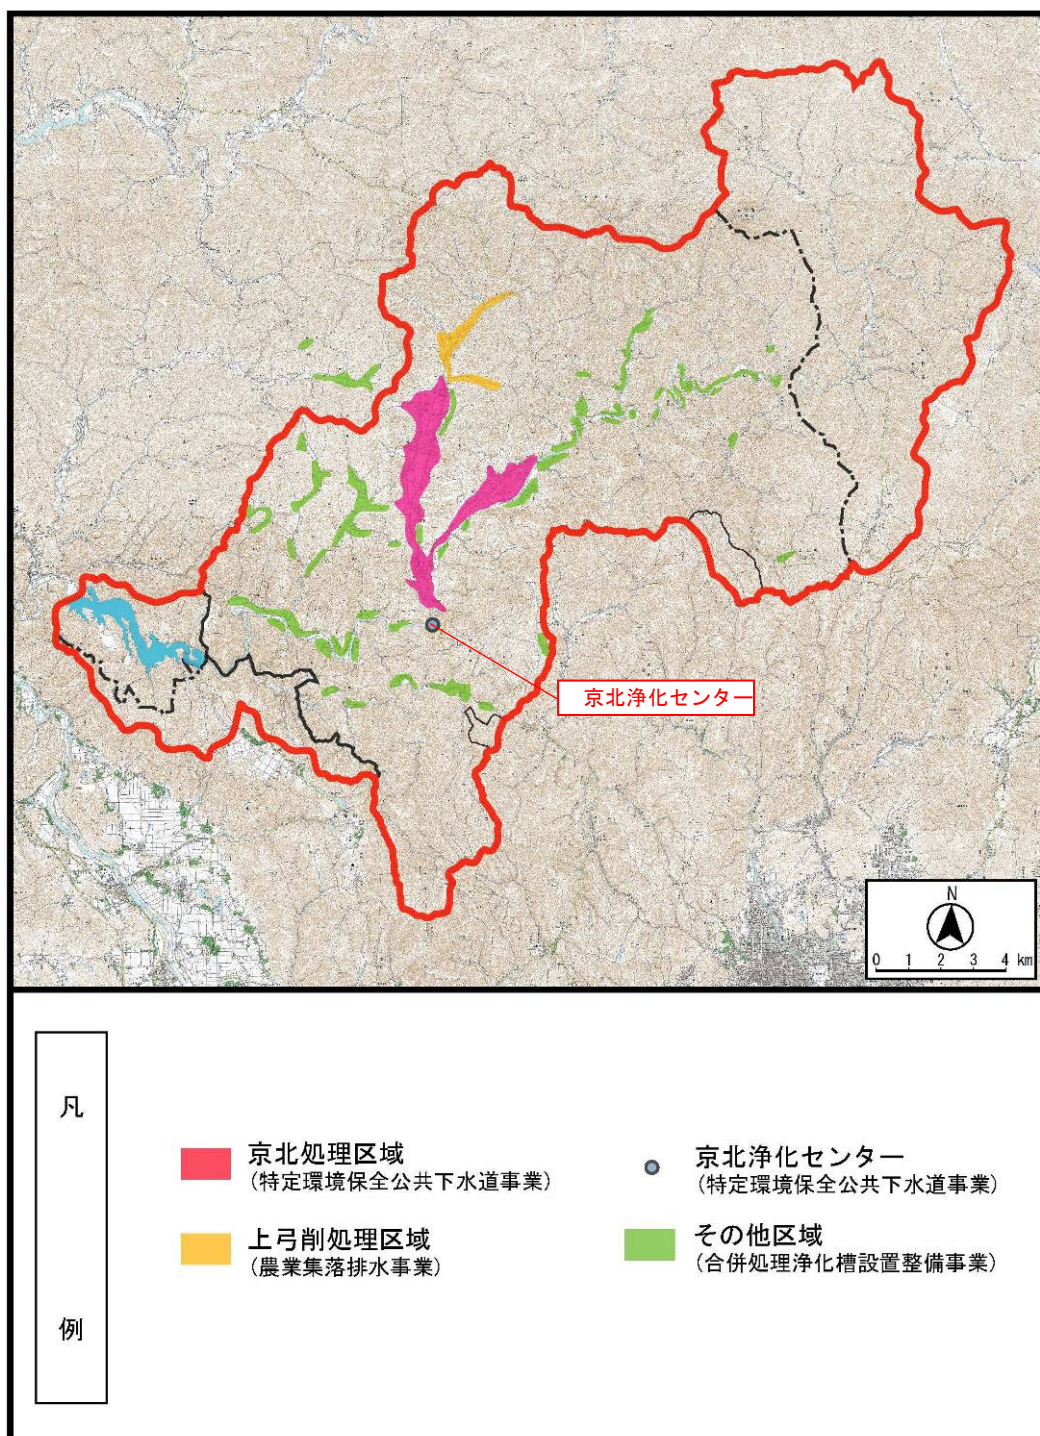 京北浄化センター
N
0 1 2 3 4 km
凡
例
京北処理区域
(特定環境保全公共下水道事業)
上弓削処理区域
(農業集落排水事業)
京北浄化センター
(特定環境保全公共下水道事業)
その他区域
(合併処理浄化槽設置整備事業)